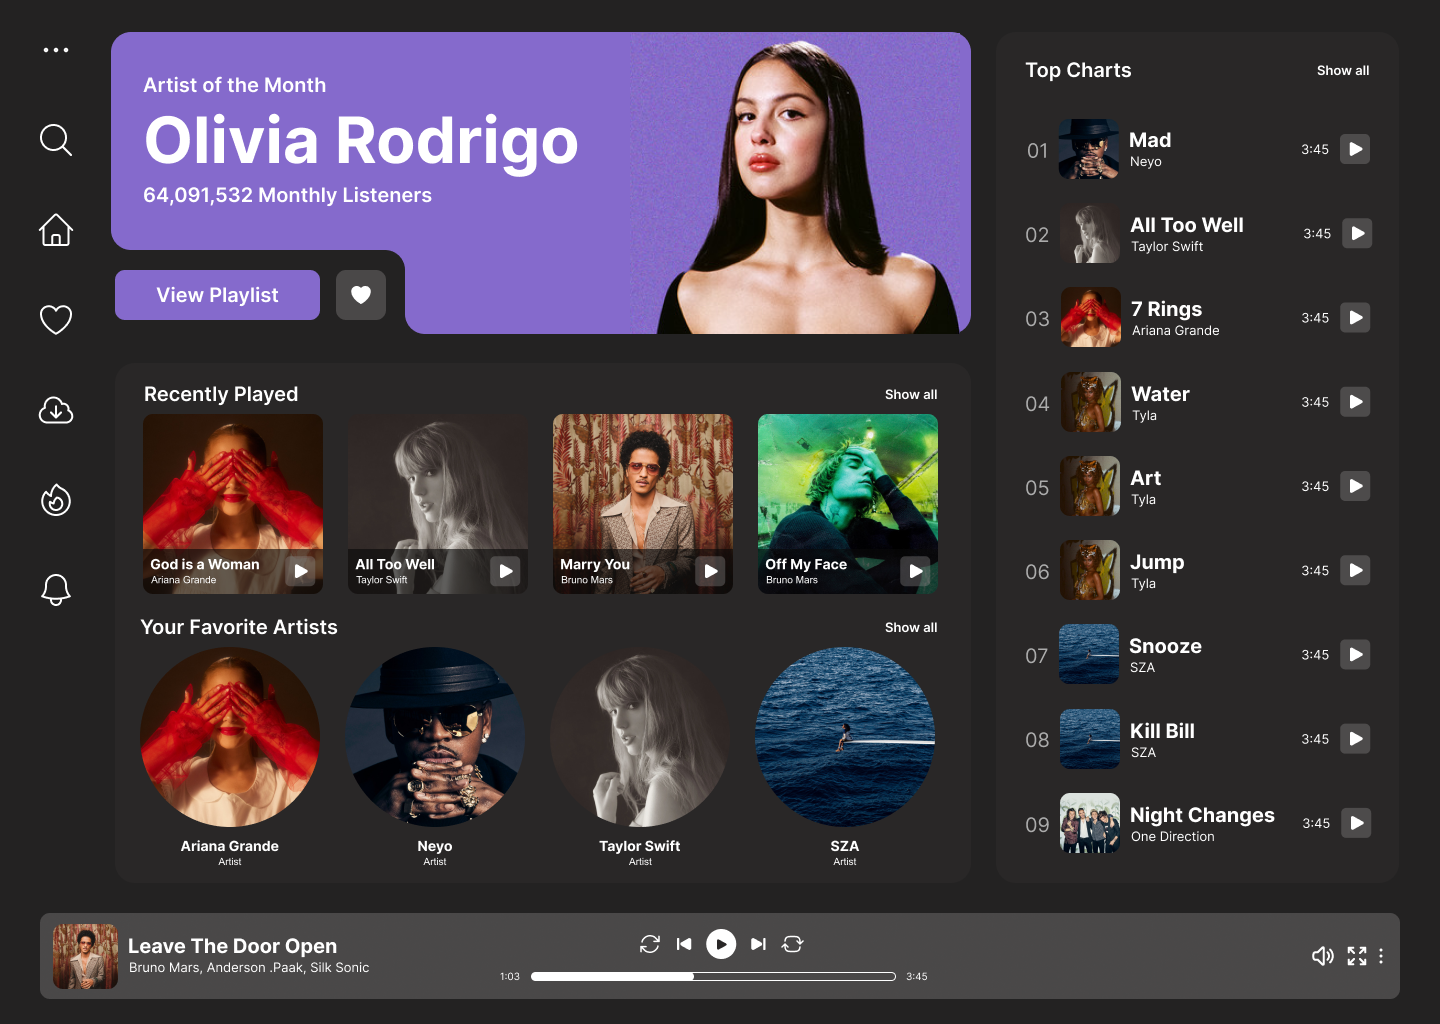 Artist of the Month
Olivia Rodrigo
64,091,532 Monthly Listeners
View Playlist
Recently Played
Show all
God is a Woman
Ariana Grande
All Too Well
Taylor Swift
Marry You
Bruno Mars
Off My Face
Bruno Mars
Your Favorite Artists
Show all
Ariana Grande
Artist
Neyo
Artist
Taylor Swift
Artist
SZA
Artist
Top Charts
Show all
01
Mad
Neyo
3:45
02
All Too Well
Taylor Swift
3:45
03
7 Rings
Ariana Grande
3:45
04
Water
Tyla
3:45
05
Art
Tyla
3:45
06
Jump
Tyla
3:45
07
Snooze
SZA
3:45
08
Kill Bill
SZA
3:45
09
Night Changes
One Direction
3:45
Leave The Door Open
Bruno Mars, Anderson .Paak, Silk Sonic
1:03
3:45